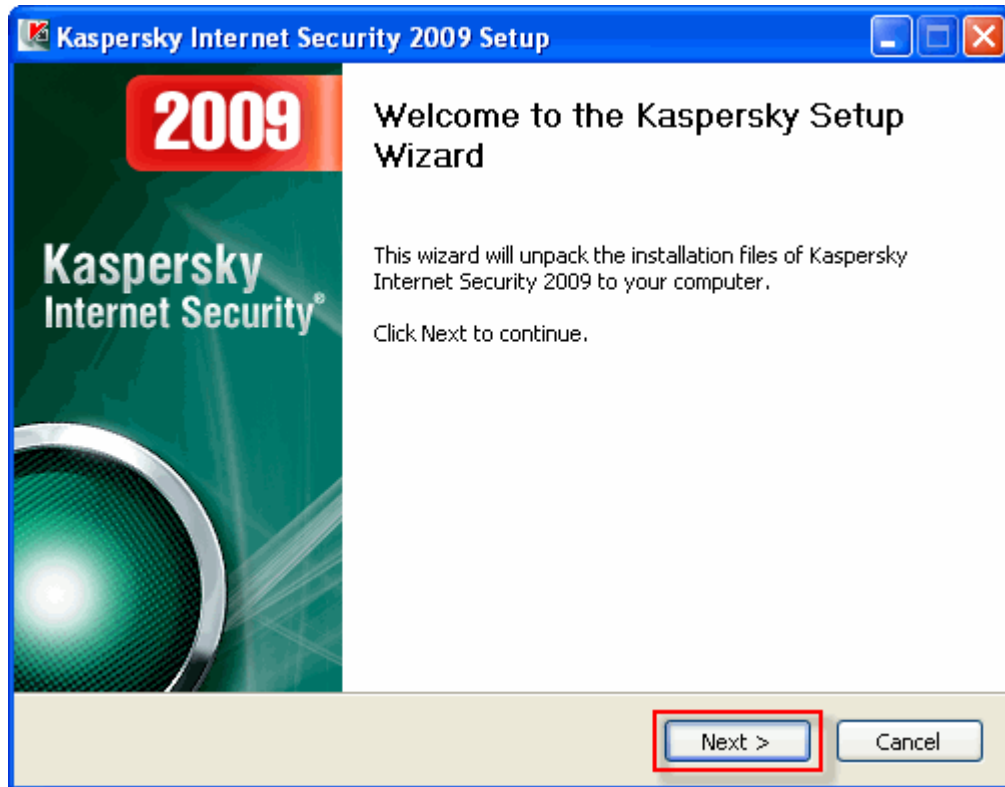 Kaspersky Internet Security 2009 Setup
2009
Kaspersky
Internet Security®
Welcome to the Kaspersky Setup
Wizard
This wizard will unpack the installation files of Kaspersky
Internet Security 2009 to your computer.
Click Next to continue.
Next >
Cancel